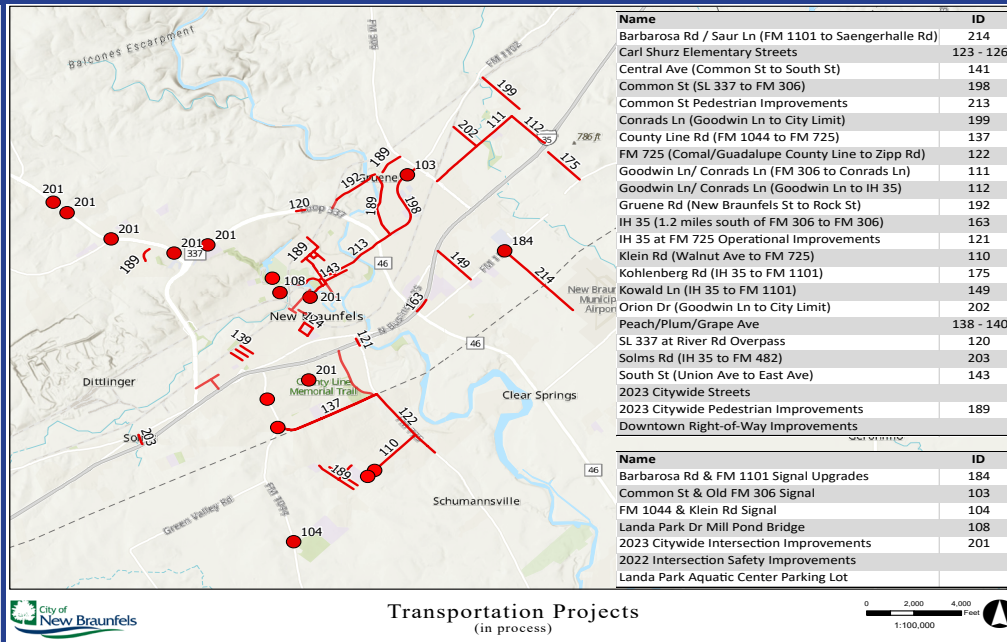 Balcones Escarpment
FM 306
FM 1102
199
202
111
112
35
786 ft
175
189
103
Gruene
192
189
198
120
Loop 337
201
201
201
189
201
337
201
189
213
46
184
149
214
143
108
201
163
New Braunfels
124
121
46
139
Dittlinger
201
County Line
Memorial Trail
137
Clear Springs
122
203
110
189
46
Schumannsville
Green Valley Rd
FM 1044
104
Name ID
Barbarosa Rd / Saur Ln (FM 1101 to Saengerhalle Rd) 214
Carl Shurz Elementary Streets 123 - 126
Central Ave (Common St to South St) 141
Common St (SL 337 to FM 306) 198
Common St Pedestrian Improvements 213
Conrads Ln (Goodwin Ln to City Limit) 199
County Line Rd (FM 1044 to FM 725) 137
FM 725 (Comal/Guadalupe County Line to Zipp Rd) 122
Goodwin Ln/ Conrads Ln (FM 306 to Conrads Ln) 111
Goodwin Ln/ Conrads Ln (Goodwin Ln to IH 35) 112
Gruene Rd (New Braunfels St to Rock St) 192
IH 35 (1.2 miles south of FM 306 to FM 306) 163
IH 35 at FM 725 Operational Improvements 121
Klein Rd (Walnut Ave to FM 725) 110
Kohlenberg Rd (IH 35 to FM 1101) 175
Kowald Ln (IH 35 to FM 1101) 149
Orion Dr (Goodwin Ln to City Limit) 202
Peach/Plum/Grape Ave 138 - 140
SL 337 at River Rd Overpass 120
Solms Rd (IH 35 to FM 482) 203
South St (Union Ave to East Ave) 143
2023 Citywide Streets
2023 Citywide Pedestrian Improvements 189
Downtown Right-of-Way Improvements
Name ID
Barbarosa Rd & FM 1101 Signal Upgrades 184
Common St & Old FM 306 Signal 103
FM 1044 & Klein Rd Signal 104
Landa Park Dr Mill Pond Bridge 108
2023 Citywide Intersection Improvements 201
2022 Intersection Safety Improvements
Landa Park Aquatic Center Parking Lot
City of
New Braunfels
Transportation Projects
(in process)
0 2,000 4,000
Feet
1:100,000